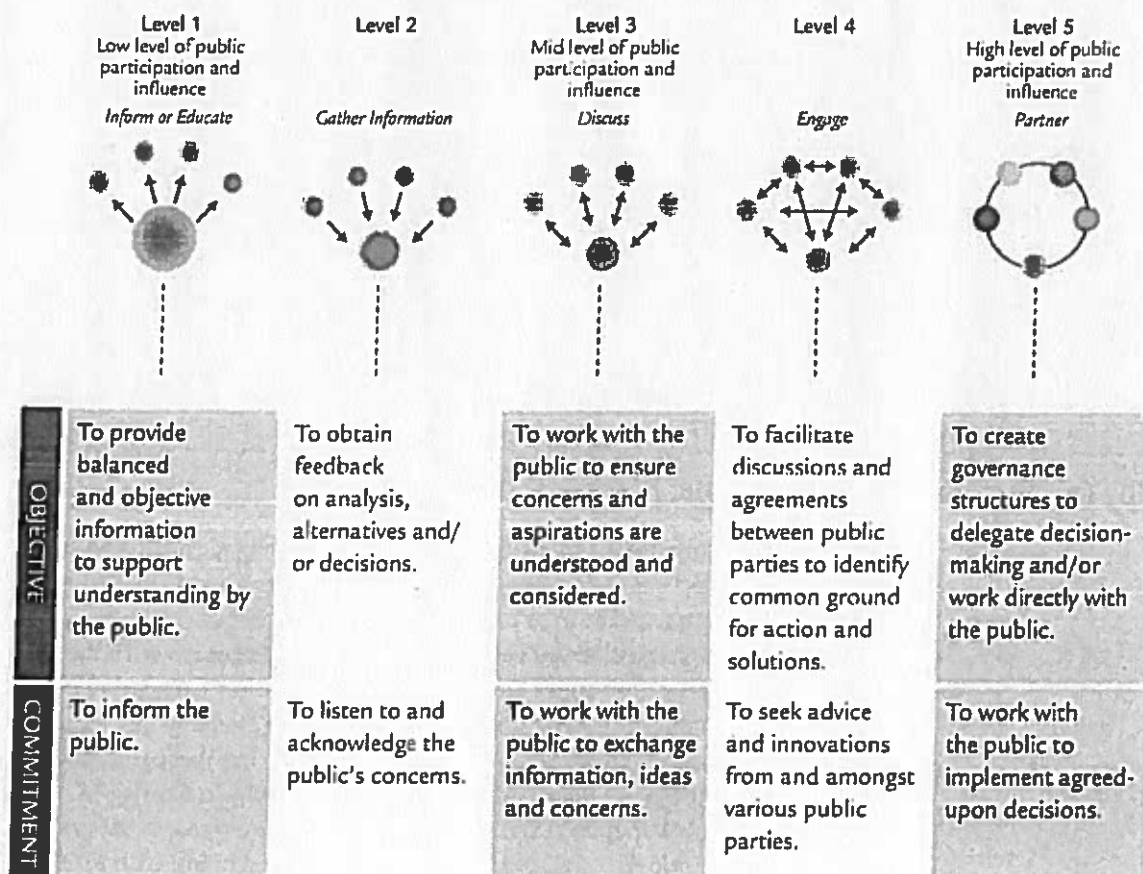 Level 1
Low level of public
participation and
influence
Inform or Educate
Level 2
Gather Information
Level 3
Mid level of public
participation and
influence
Discuss
Level 4
Engage
Level 5
High level of public
participation and
influence
Partner
OBJECTIVE
To provide
balanced
and objective
information
to support
understanding by
the public.
To obtain
feedback
on analysis,
alternatives and/
or decisions.
To work with the
public to ensure
concerns and
aspirations are
understood and
considered.
To facilitate
discussions and
agreements
between public
parties to identify
common ground
for action and
solutions.
To create
governance
structures to
delegate decision-
making and/or
work directly with
the public.
COMMITMENT
To inform the
public.
To listen to and
acknowledge the
public's concerns.
To work with the
public to exchange
information, ideas
and concerns.
To seek advice
and innovations
from and amongst
various public
parties.
To work with
the public to
implement agreed-
upon decisions.